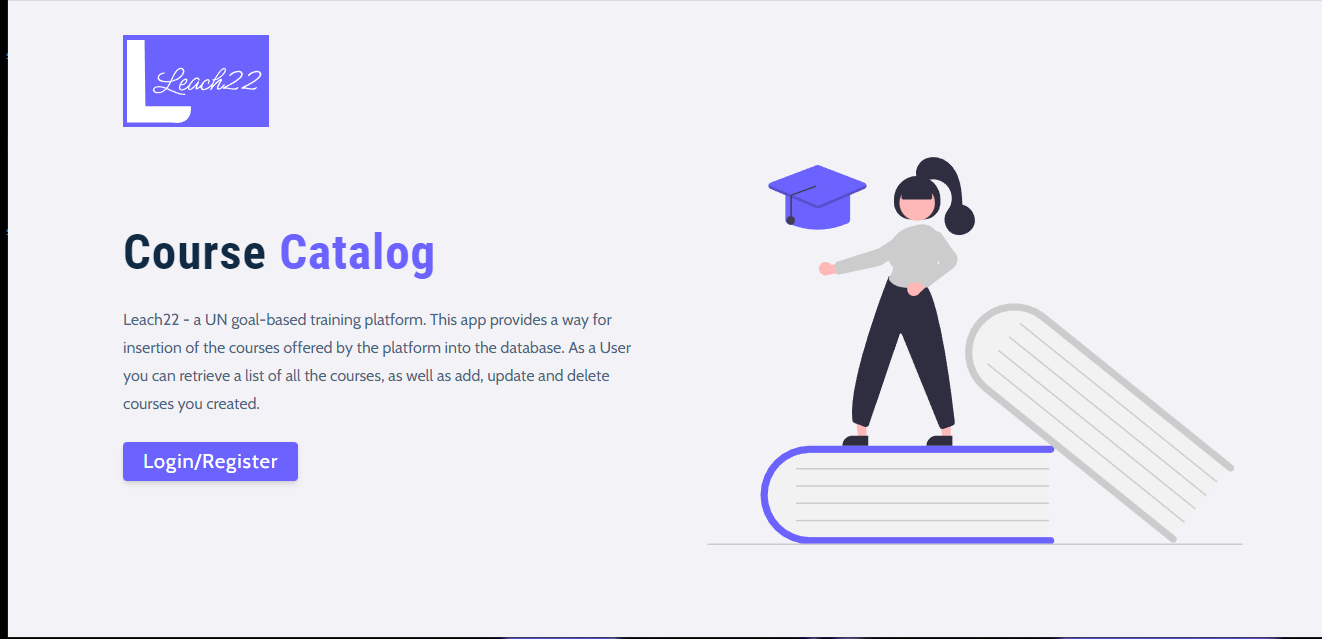 Leach22
Course Catalog
Leach22 - a UN goal-based training platform. This app provides a way for
insertion of the courses offered by the platform into the database. As a User
you can retrieve a list of all the courses, as well as add, update and delete
courses you created.
Login/Register